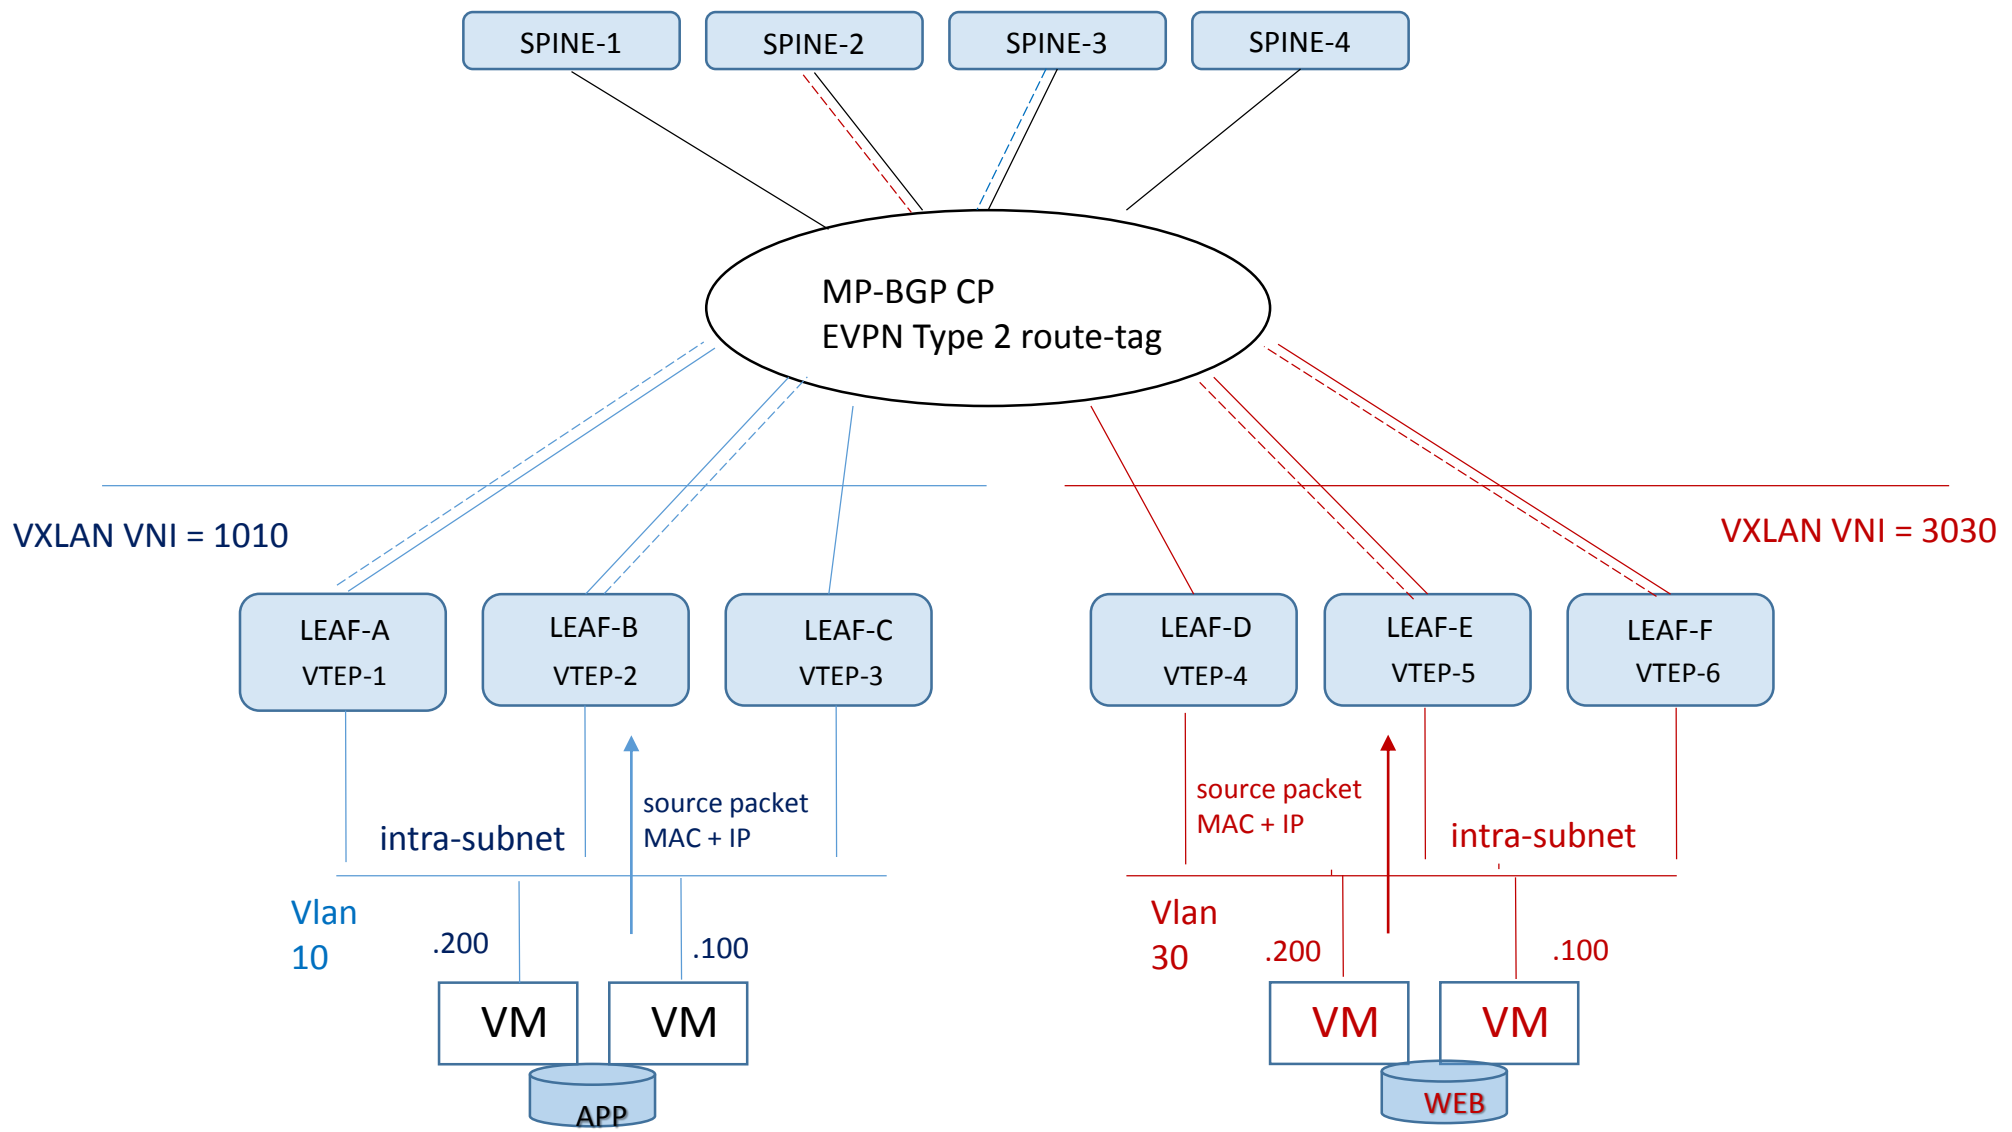 SPINE-1
SPINE-2
SPINE-3
SPINE-4
MP-BGP CP
EVPN Type 2 route-tag
VXLAN VNI = 1010
VXLAN VNI = 3030
LEAF-A
VTEP-1
LEAF-B
VTEP-2
LEAF-C
VTEP-3
LEAF-D
VTEP-4
LEAF-E
VTEP-5
LEAF-F
VTEP-6
intra-subnet
source packet
MAC + IP
source packet
MAC + IP
intra-subnet
Vlan
10
.200
.100
Vlan
30
.200
.100
VM
VM
VM
VM
APP
WEB